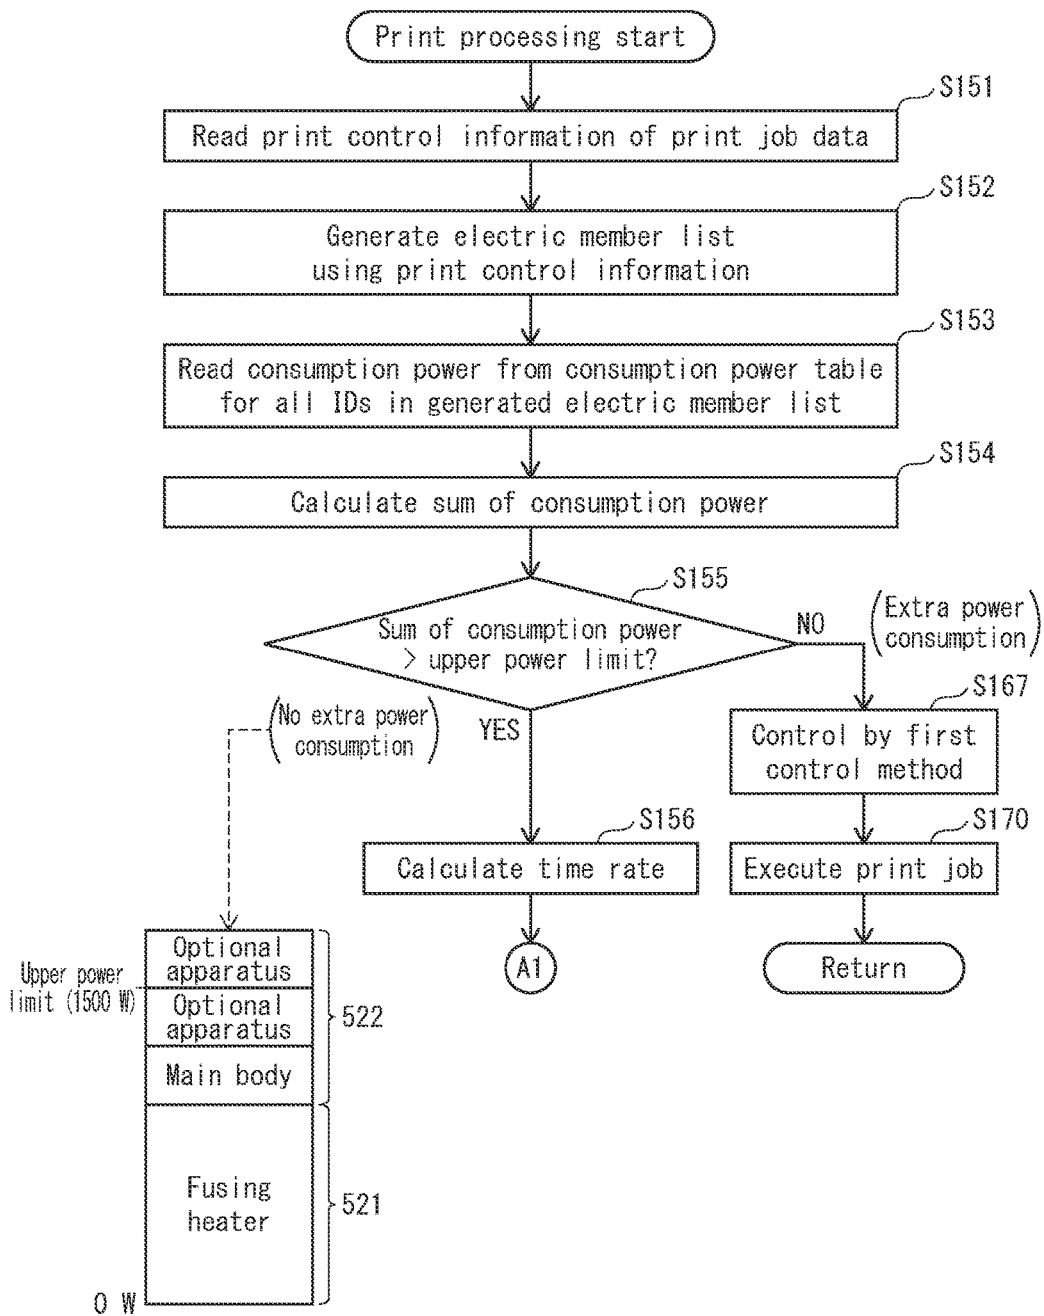 Print processing start
S151
Read print control information of print job data
S152
Generate electric member list
using print control information
S153
Read consumption power from consumption power table
for all IDs in generated electric member list
S154
Calculate sum of consumption power
S155
Sum of consumption power
> upper power limit?
NO
(Extra power
consumption)
(No extra power
consumption)
YES
S167
Control by first
control method
S156
Calculate time rate
S170
Execute print job
A1
Return
Optional
apparatus
Upper power
limit (1500 W)
Optional
apparatus
522
Main body
Fusing
heater
521
0 W